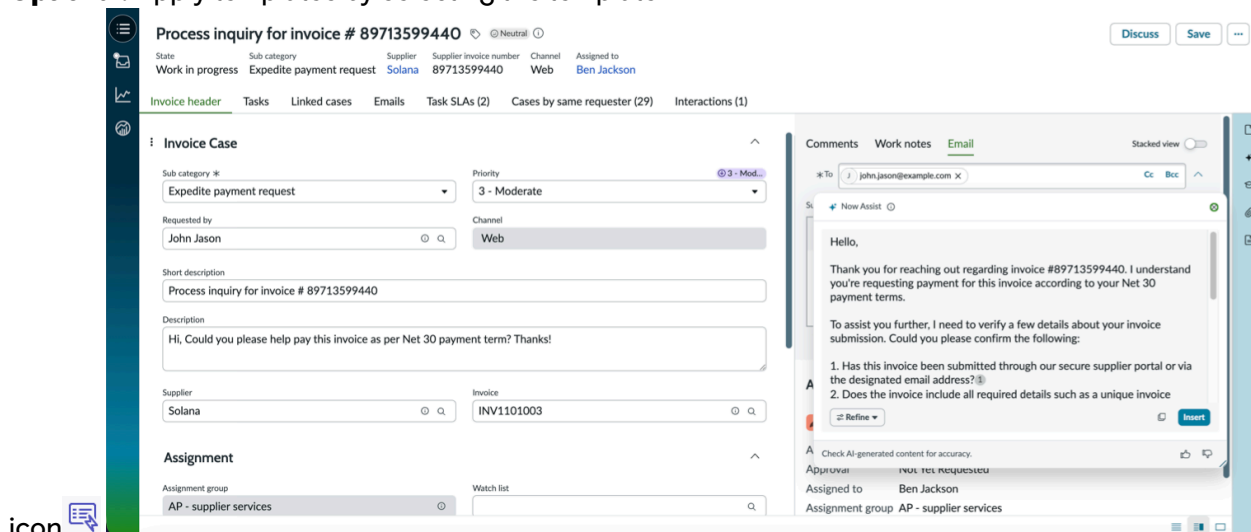 Process inquiry for invoice # 89713599440
Neutral
Discuss
Save
State
Sub category
Supplier
Supplier invoice number
Channel
Assigned to
Work in progress
Expedite payment request
Solana
89713599440
Web
Ben Jackson
Invoice header
Tasks
Linked cases
Emails
Task SLAs (2)
Cases by same requester (29)
Interactions (1)
Invoice Case
Sub category
Expedite payment request
Priority
3 - Mod...
3 - Moderate
Requested by
John Jason
Channel
Web
Short description
Process inquiry for invoice # 89713599440
Description
Hi, Could you please help pay this invoice as per Net 30 payment term? Thanks!
Supplier
Solana
Invoice
INV1101003
Assignment
Assignment group
AP - supplier services
Watch list
Comments
Work notes
Email
Stacked view
To
J
john.jason@example.com
Cc
Bcc
Now Assist
Hello,
Thank you for reaching out regarding invoice #89713599440. I understand
you're requesting payment for this invoice according to your Net 30
payment terms.
To assist you further, I need to verify a few details about your invoice
submission. Could you please confirm the following:
1. Has this invoice been submitted through our secure supplier portal or via
the designated email address? 1
2. Does the invoice include all required details such as a unique invoice
Refine
Insert
Check AI-generated content for accuracy.
Approval
Not Yet Requested
Assigned to
Ben Jackson
Assignment group
AP - supplier services
icon